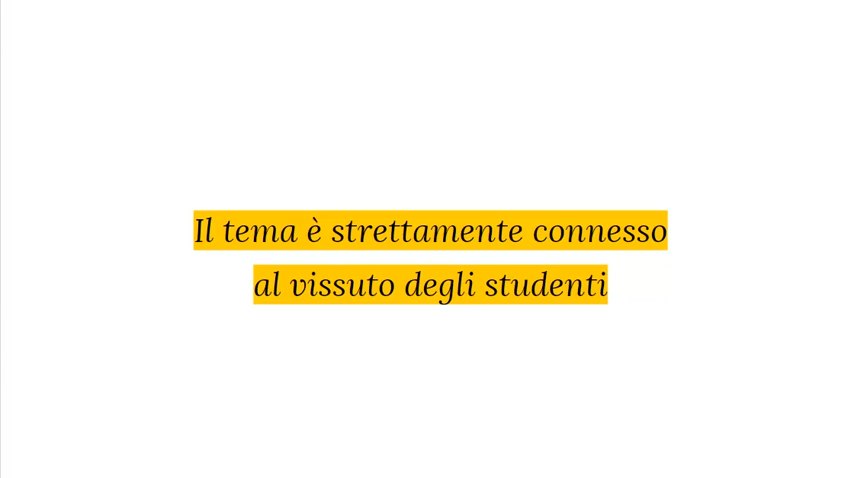 Il tema è strettamente connesso
al vissuto degli studenti